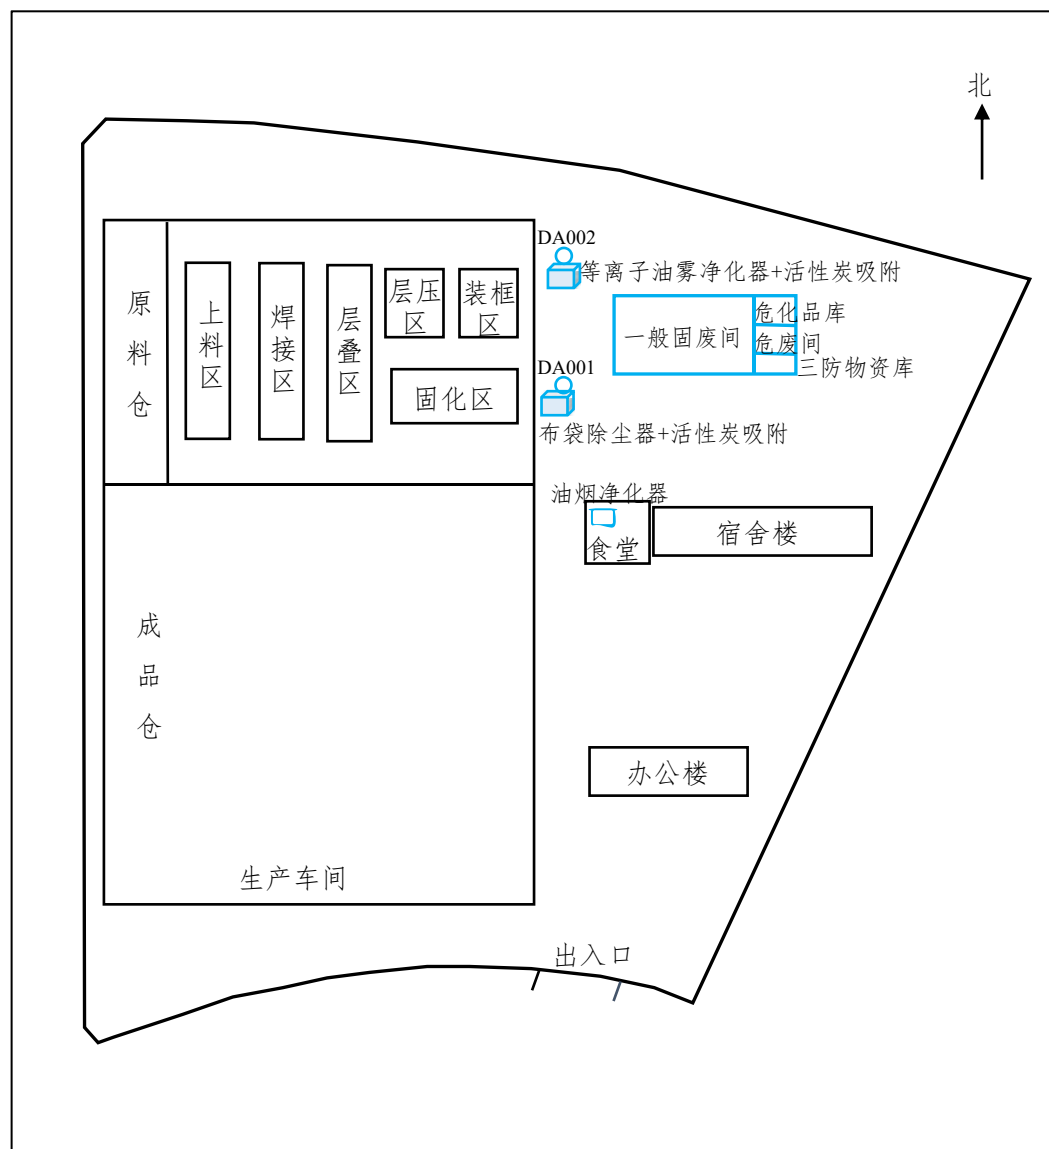 北
DA002
等离子油雾净化器+活性炭吸附
原料仓
上料区
焊接区
层叠区
层压区
装框区
固化区
一般固废间
危化品库
危废间
三防物资库
DA001
布袋除尘器+活性炭吸附
油烟净化器
食堂
宿舍楼
成品仓
办公楼
生产车间
出入口